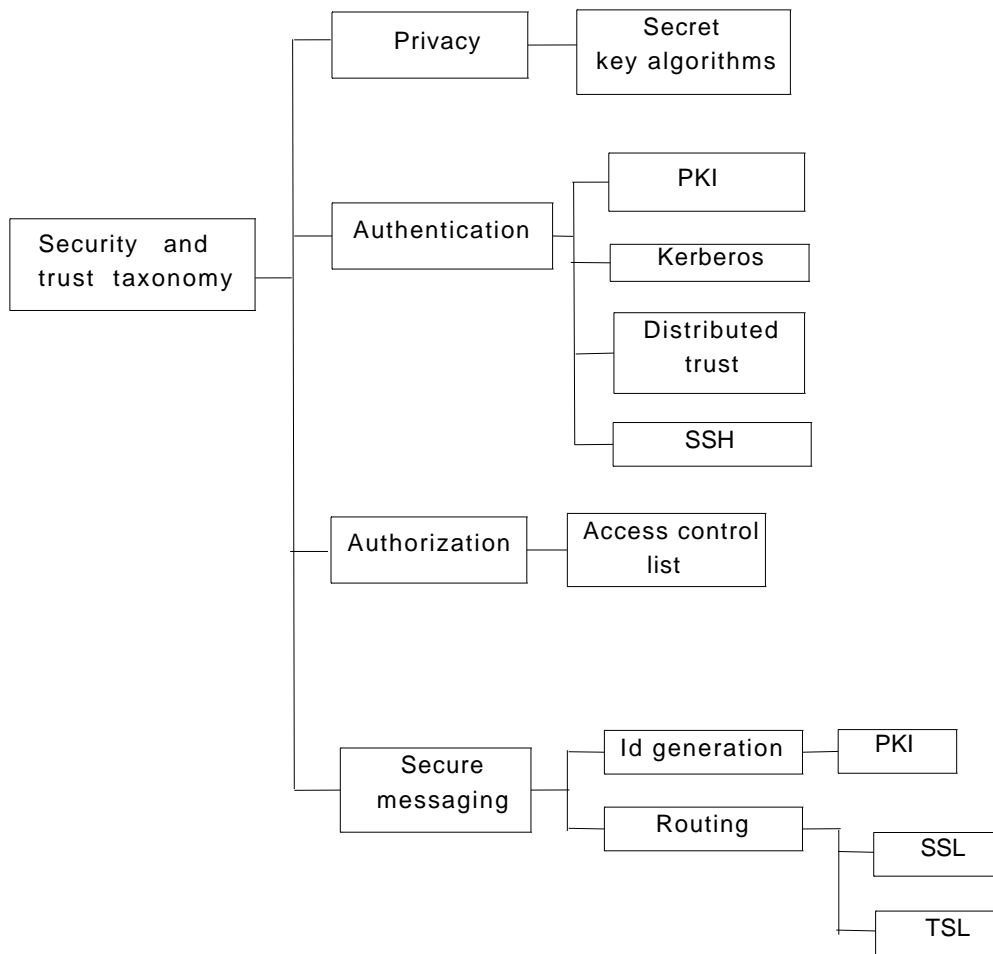 Privacy
Secret
key algorithms
PKI
Security and
trust taxonomy
Authentication
Kerberos
Distributed
trust
SSH
Authorization
Access control
list
Secure
messaging
Id generation
PKI
Routing
SSL
TSL